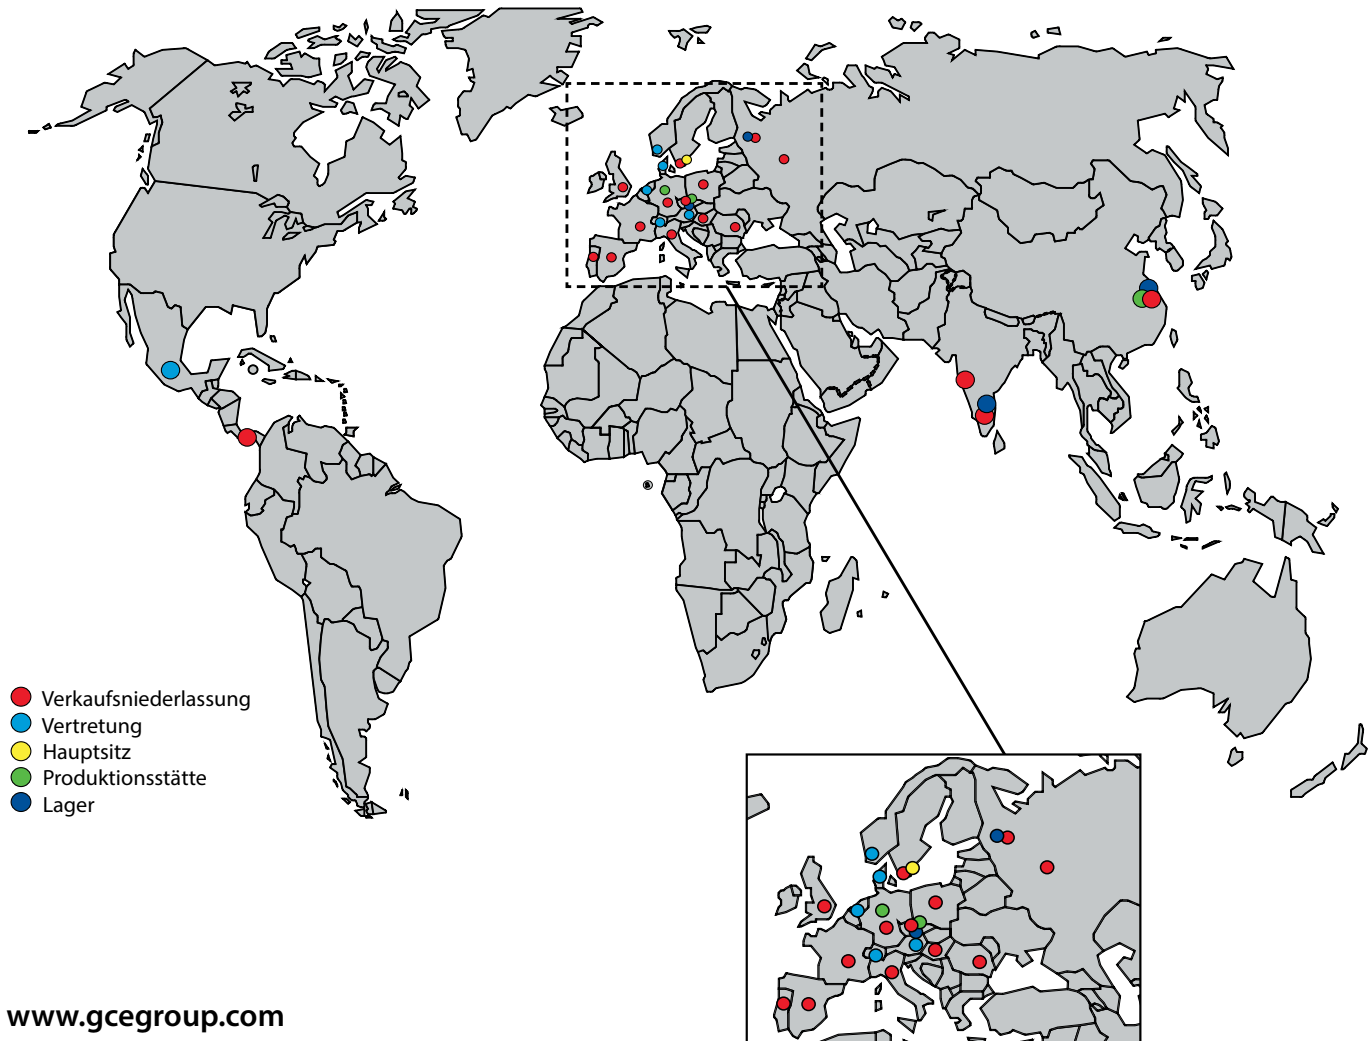 Verkaufsniederlassung
Vertretung
Hauptsitz
Produktionsstätte
Lager
www.gcegroup.com